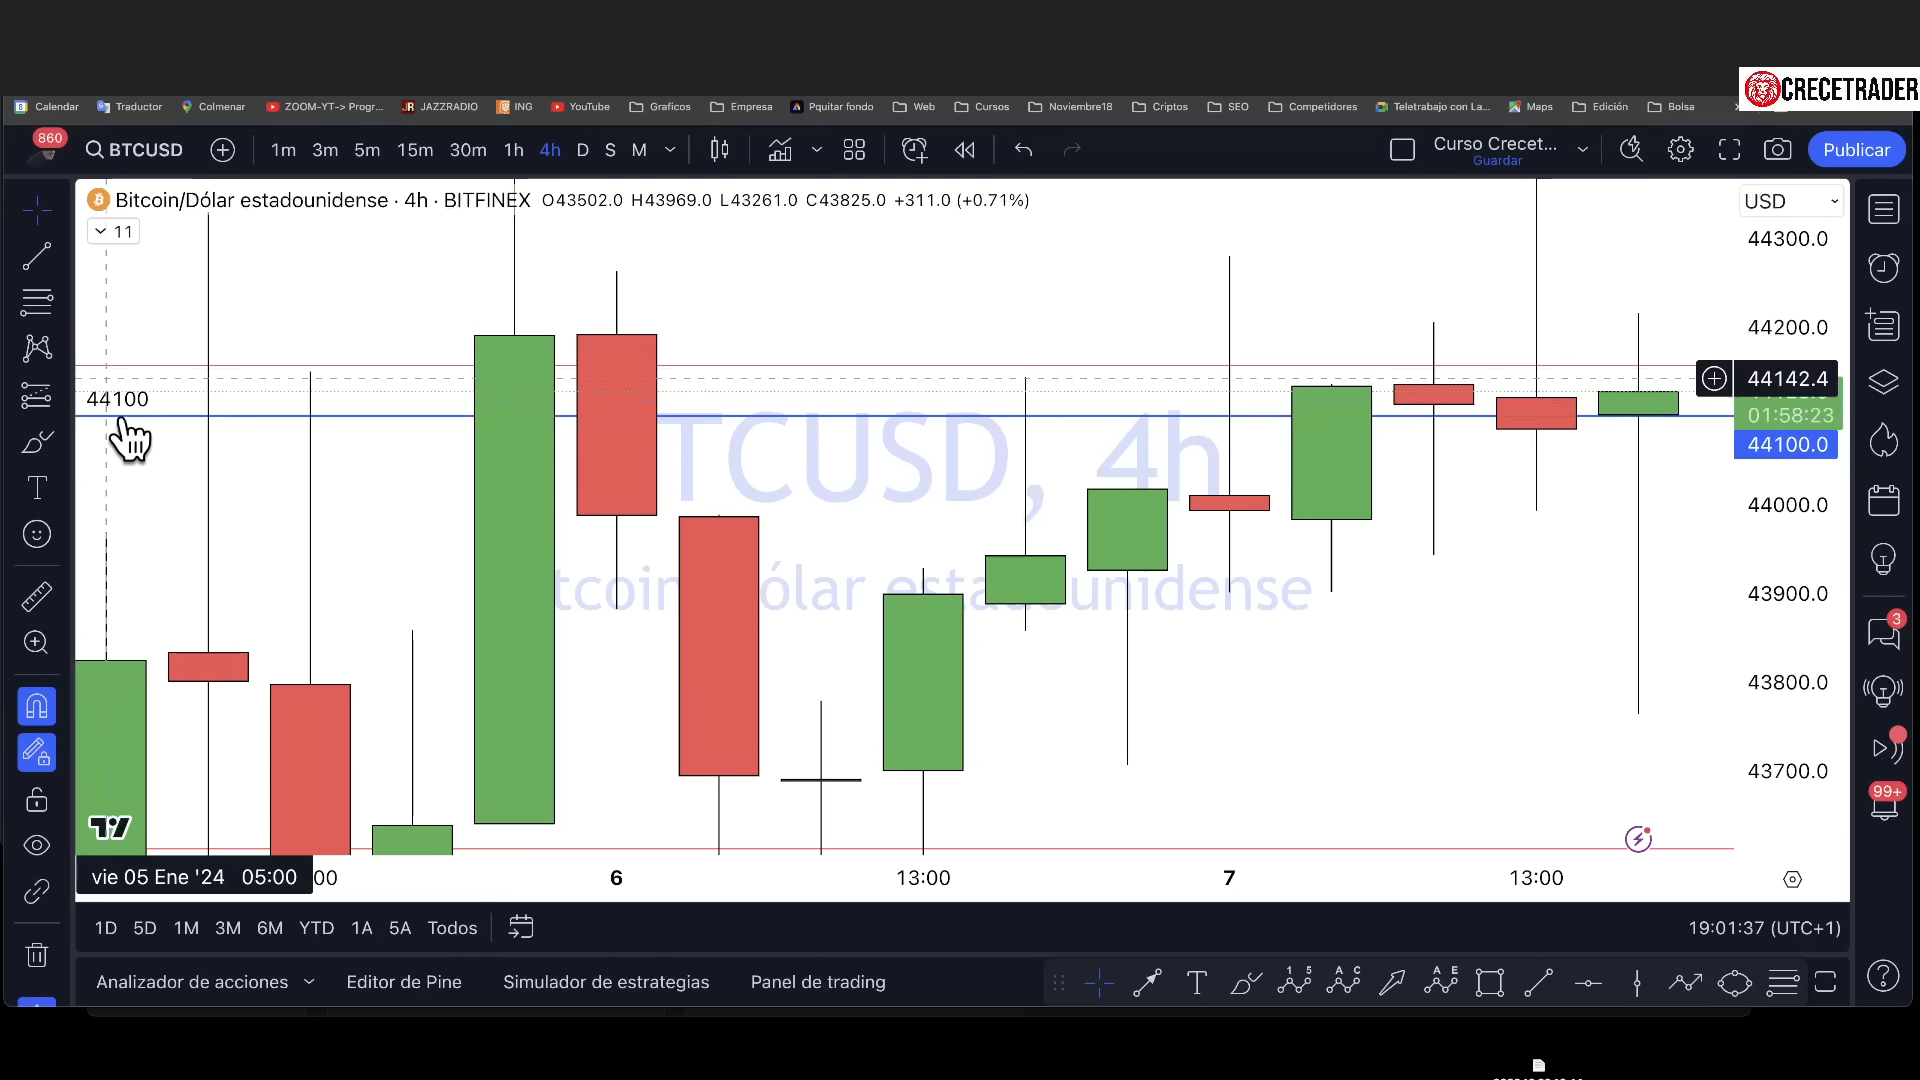 CRECETRADER
Calendar Traductor Colmenar ZOOM-YT-> Progr... JAZZRADIO ING YouTube Graficos Empresa Pquitar fondo Web Cursos Noviembre18 Criptos SEO Competidores Teletrabajo con La... Maps Edición Bolsa
860
BTCUSD 1m 3m 5m 15m 30m 1h 4h D S M Curso Crecet... Publicar
Guardar
Bitcoin/Dólar estadounidense · 4h · BITFINEX O43502.0 H43969.0 L43261.0 C43825.0 +311.0 (+0.71%) USD
11
44300.0
44200.0
44142.4
44100
01:58:23
44100.0
TCUSD, 4h
44000.0
tcoin Dólar estadounidense
43900.0
43800.0
43700.0
3
99+
vie 05 Ene '24 05:00 :00 6 13:00 7 13:00
1D 5D 1M 3M 6M YTD 1A 5A Todos 19:01:37 (UTC+1)
Analizador de acciones Editor de Pine Simulador de estrategias Panel de trading